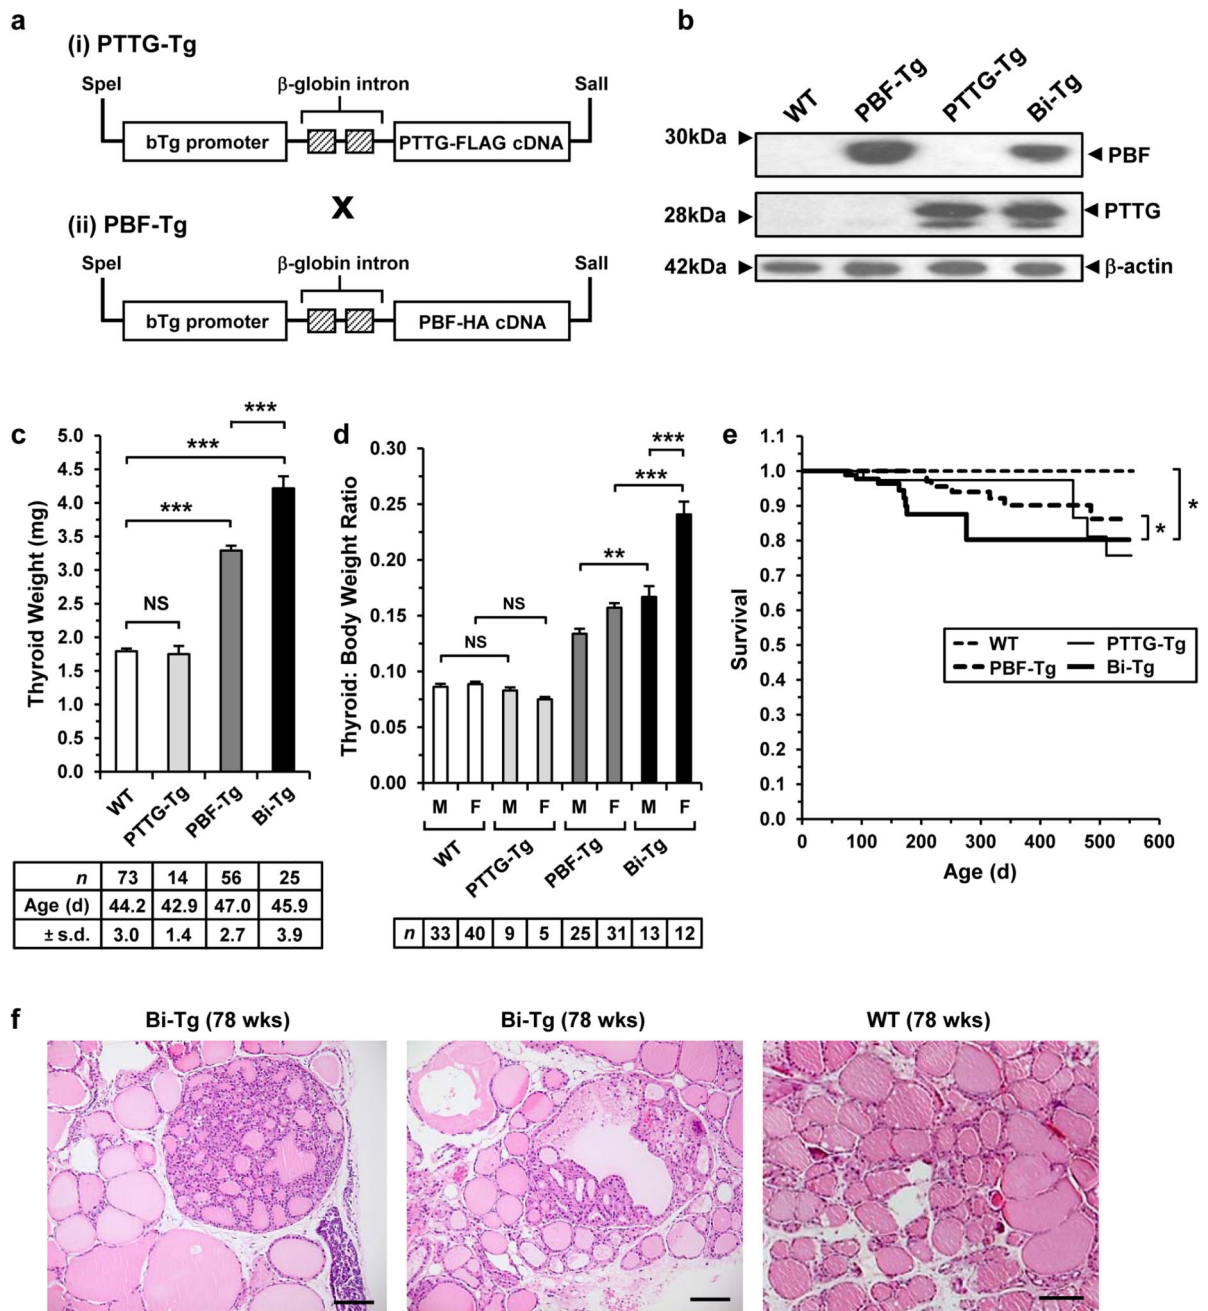 a
(i) PTTG-Tg
SpeI
β-globin intron
SalI
bTg promoter
PTTG-FLAG cDNA
X
(ii) PBF-Tg
SpeI
β-globin intron
SalI
bTg promoter
PBF-HA cDNA
b
WT PBF-Tg PTTG-Tg Bi-Tg
30kDa
PBF
28kDa
PTTG
42kDa
β-actin
c
***
***
***
NS
Thyroid Weight (mg)
5.0
4.5
4.0
3.5
3.0
2.5
2.0
1.5
1.0
0.5
0.0
WT PTTG-Tg PBF-Tg Bi-Tg
n 73 14 56 25
Age (d) 44.2 42.9 47.0 45.9
± s.d. 3.0 1.4 2.7 3.9
d
***
***
**
NS
NS
Thyroid: Body Weight Ratio
0.30
0.25
0.20
0.15
0.10
0.05
0.00
M F M F M F M F
WT PTTG-Tg PBF-Tg Bi-Tg
n 33 40 9 5 25 31 13 12
e
Survival
1.1
1.0
0.9
0.8
0.7
0.6
0.5
0.4
0.3
0.2
0.1
0.0
*
*
WT PTTG-Tg
PBF-Tg Bi-Tg
0 100 200 300 400 500 600
Age (d)
f
Bi-Tg (78 wks)
Bi-Tg (78 wks)
WT (78 wks)